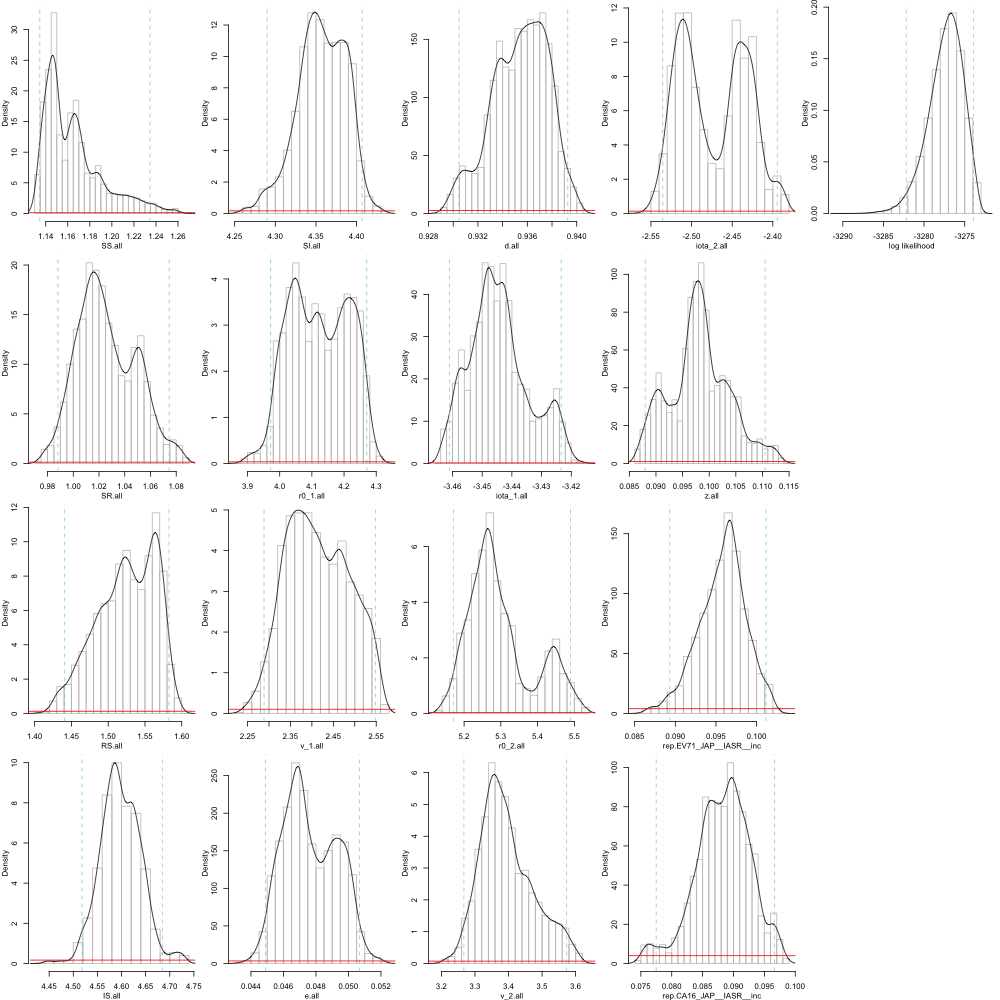 Density
0 5 10 15 20 25 30
1.14 1.16 1.18 1.20 1.22 1.24 1.26
SS.all
Density
0 2 4 6 8 10 12
4.25 4.30 4.35 4.40
SI.all
Density
0 50 100 150
0.928 0.932 0.936 0.940
d.all
Density
0 2 4 6 8 10 12
-2.55 -2.50 -2.45 -2.40
iota_2.all
Density
0.00 0.05 0.10 0.15 0.20
-3290 -3285 -3280 -3275
log likelihood
Density
0 5 10 15 20
0.98 1.00 1.02 1.04 1.06 1.08
SR.all
Density
0 1 2 3 4
3.9 4.0 4.1 4.2 4.3
r0_1.all
Density
0 10 20 30 40
-3.46 -3.45 -3.44 -3.43 -3.42
iota_1.all
Density
0 20 40 60 80 100
0.085 0.090 0.095 0.100 0.105 0.110 0.115
z.all
Density
0 2 4 6 8 10 12
1.40 1.45 1.50 1.55 1.60
RS.all
Density
0 1 2 3 4 5
2.25 2.35 2.45 2.55
v_1.all
Density
0 2 4 6
5.2 5.3 5.4 5.5
r0_2.all
Density
0 50 100 150
0.085 0.090 0.095 0.100
rep.EV71_JAP__IASR__inc
Density
0 2 4 6 8 10
4.45 4.50 4.55 4.60 4.65 4.70 4.75
IS.all
Density
0 50 100 150 200 250
0.044 0.046 0.048 0.050 0.052
e.all
Density
0 1 2 3 4 5 6
3.2 3.3 3.4 3.5 3.6
v_2.all
Density
0 20 40 60 80 100
0.075 0.080 0.085 0.090 0.095 0.100
rep.CA16_JAP__IASR__inc